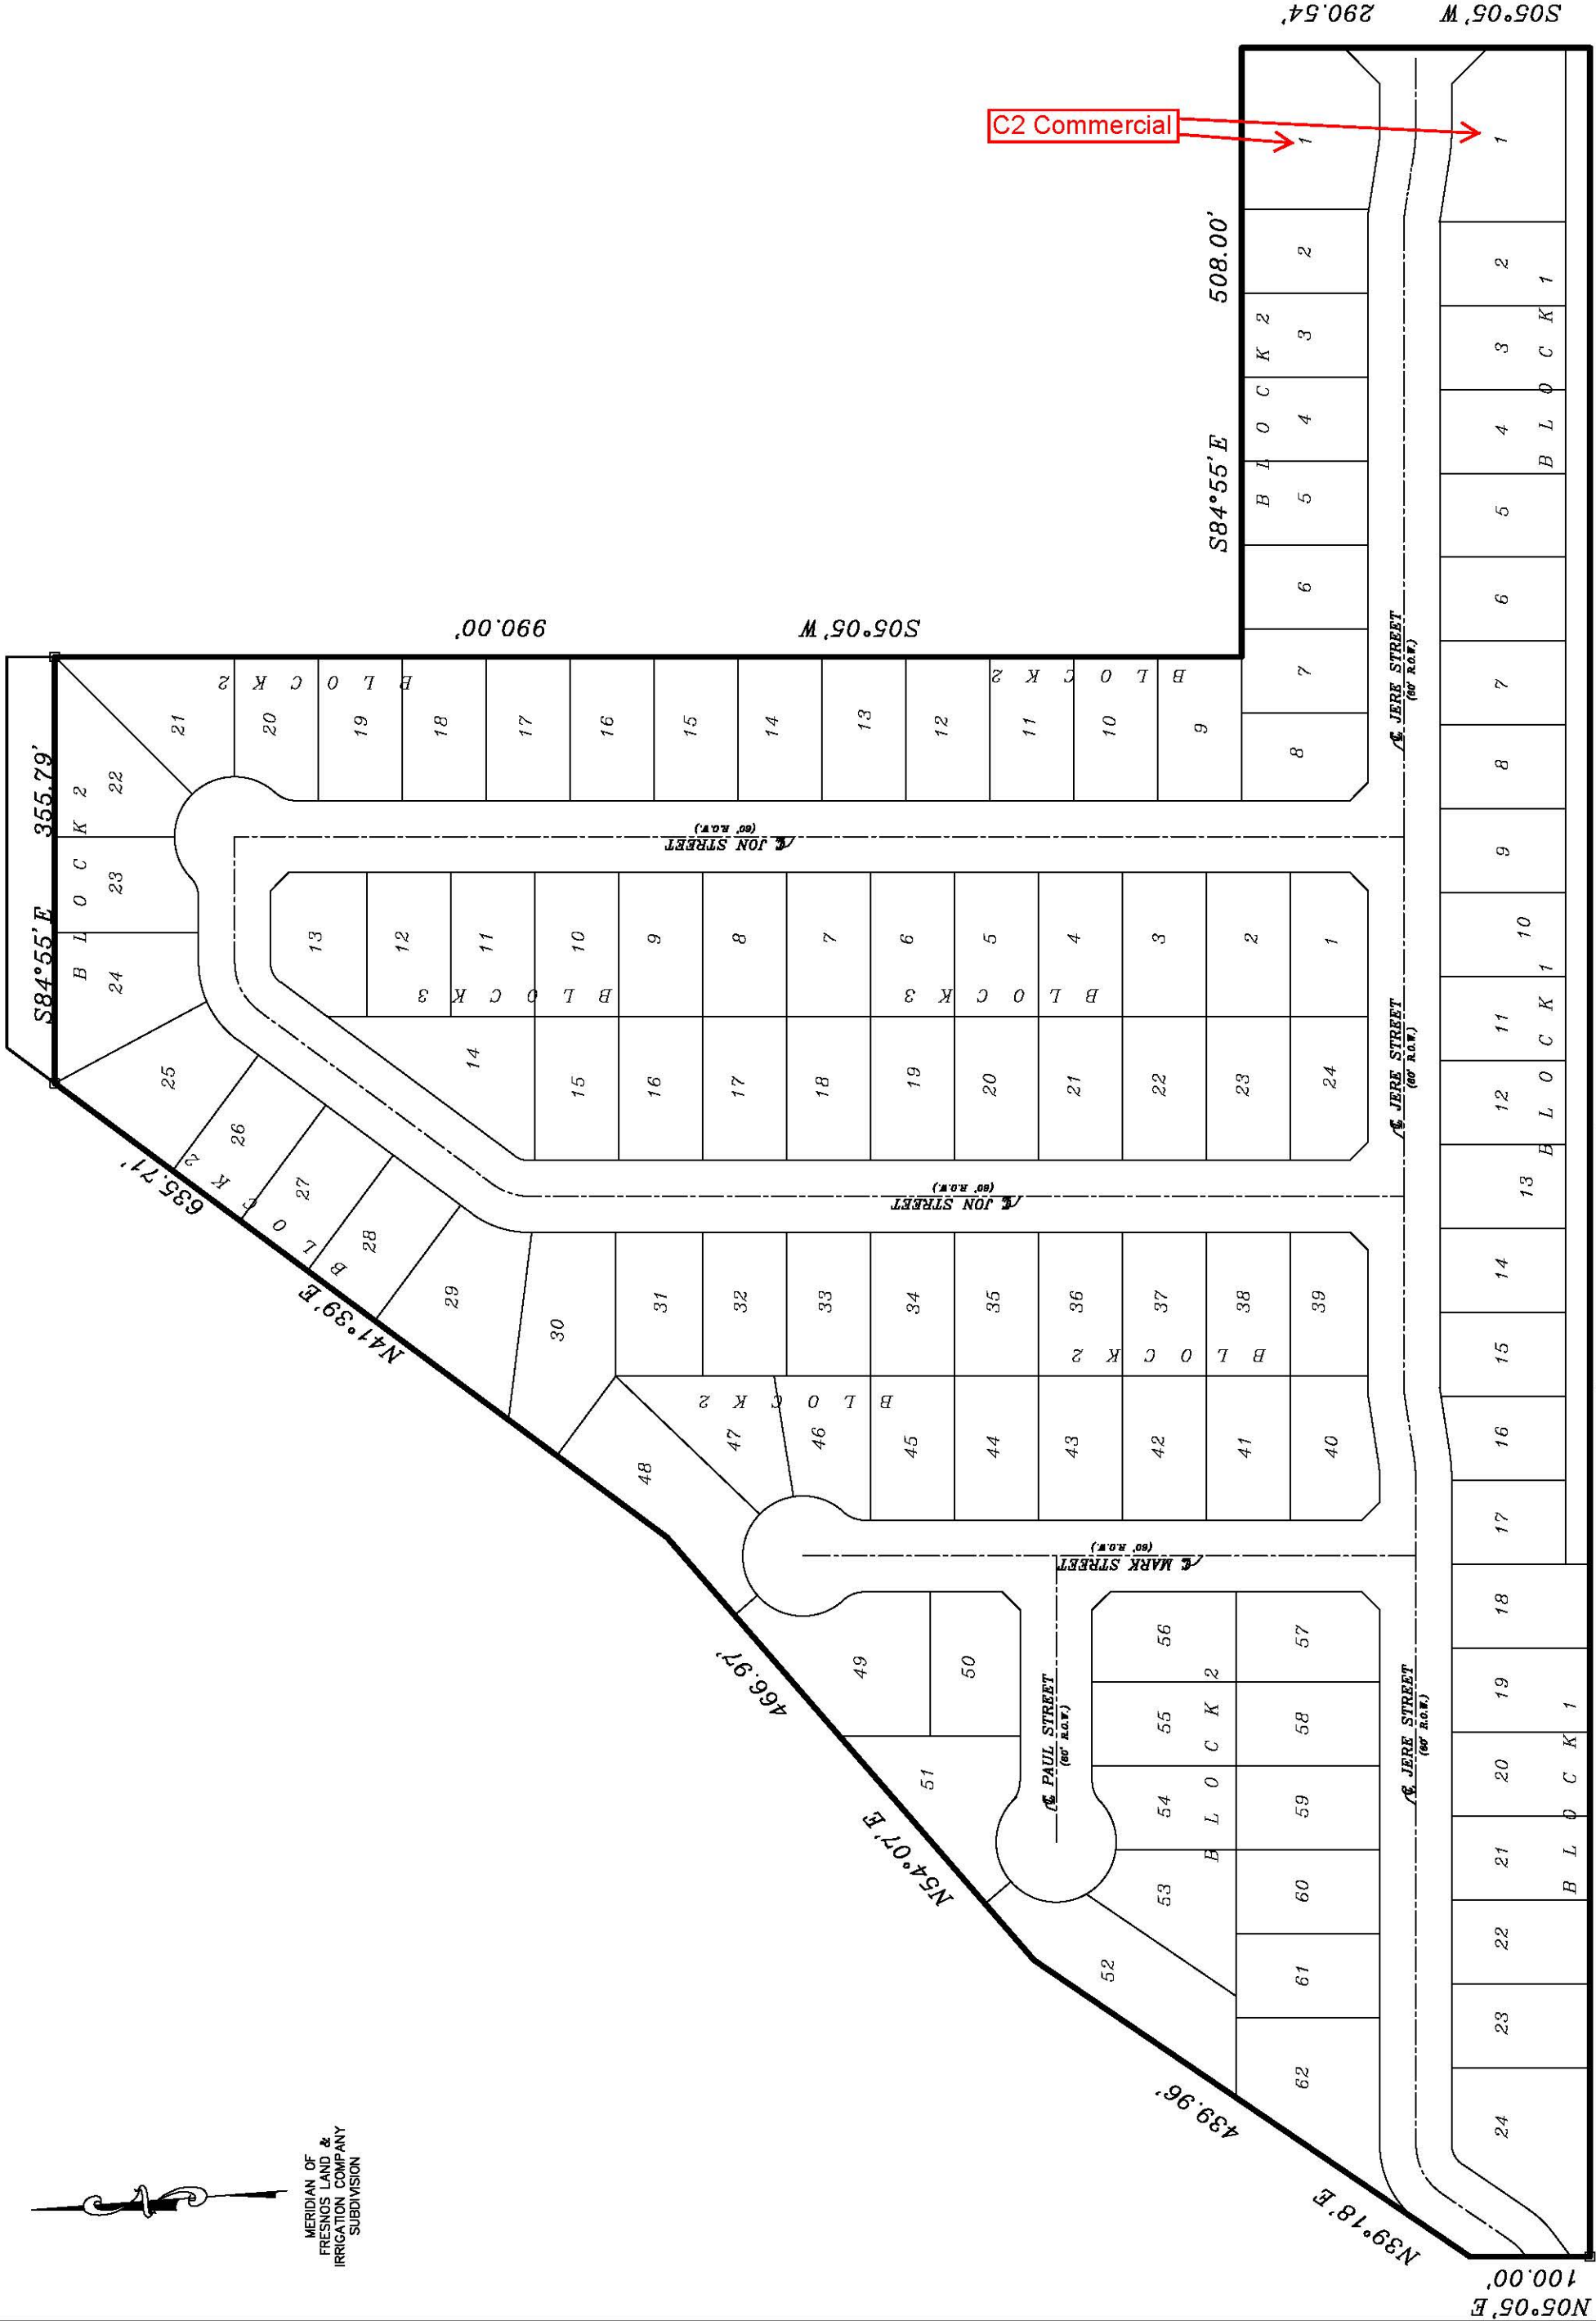 S05°05' W
290.54'
C2 Commercial
1
2
3
4
5
6
7
8
9
10
11
12
13
14
15
16
17
18
19
20
21
22
23
24
BLOCK 1
BLOCK 1
BLOCK 1
1
2
3
4
5
6
7
8
BLOCK 2
508.00'
S84°55' E
S05°05' W
990.00'
9
10
11
12
13
14
15
16
17
18
19
20
21
BLOCK 2
BLOCK 2
S84°55' E 355.79'
22
23
24
BLOCK 2
25
26
27
28
29
30
BLOCK 2
N41°39' E
635.71'
31
32
33
34
35
36
37
38
39
BLOCK 2
40
41
42
43
44
45
46
47
48
BLOCK 2
1
2
3
4
5
6
7
8
9
10
11
12
13
BLOCK 3
BLOCK 3
14
15
16
17
18
19
20
21
22
23
24
℄ JON STREET
(60' R.O.W.)
℄ JON STREET
(60' R.O.W.)
℄ JERE STREET
(60' R.O.W.)
℄ JERE STREET
(60' R.O.W.)
℄ JERE STREET
(60' R.O.W.)
℄ MARK STREET
(60' R.O.W.)
℄ PAUL STREET
(60' R.O.W.)
49
50
51
52
53
54
55
56
57
58
59
60
61
62
BLOCK 2
N54°07' E
466.97'
N39°18' E
439.96'
N05°05' E
100.00'
MERIDIAN OF
FRESNOS LAND &
IRRIGATION COMPANY
SUBDIVISION